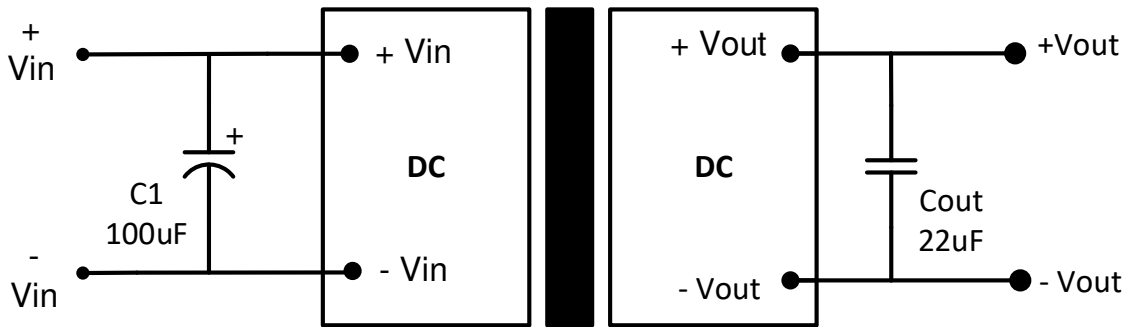 +
Vin
+ Vin
+ Vout
+Vout
+
DC
DC
C1
100uF
Cout
22uF
-
Vin
- Vin
- Vout
- Vout